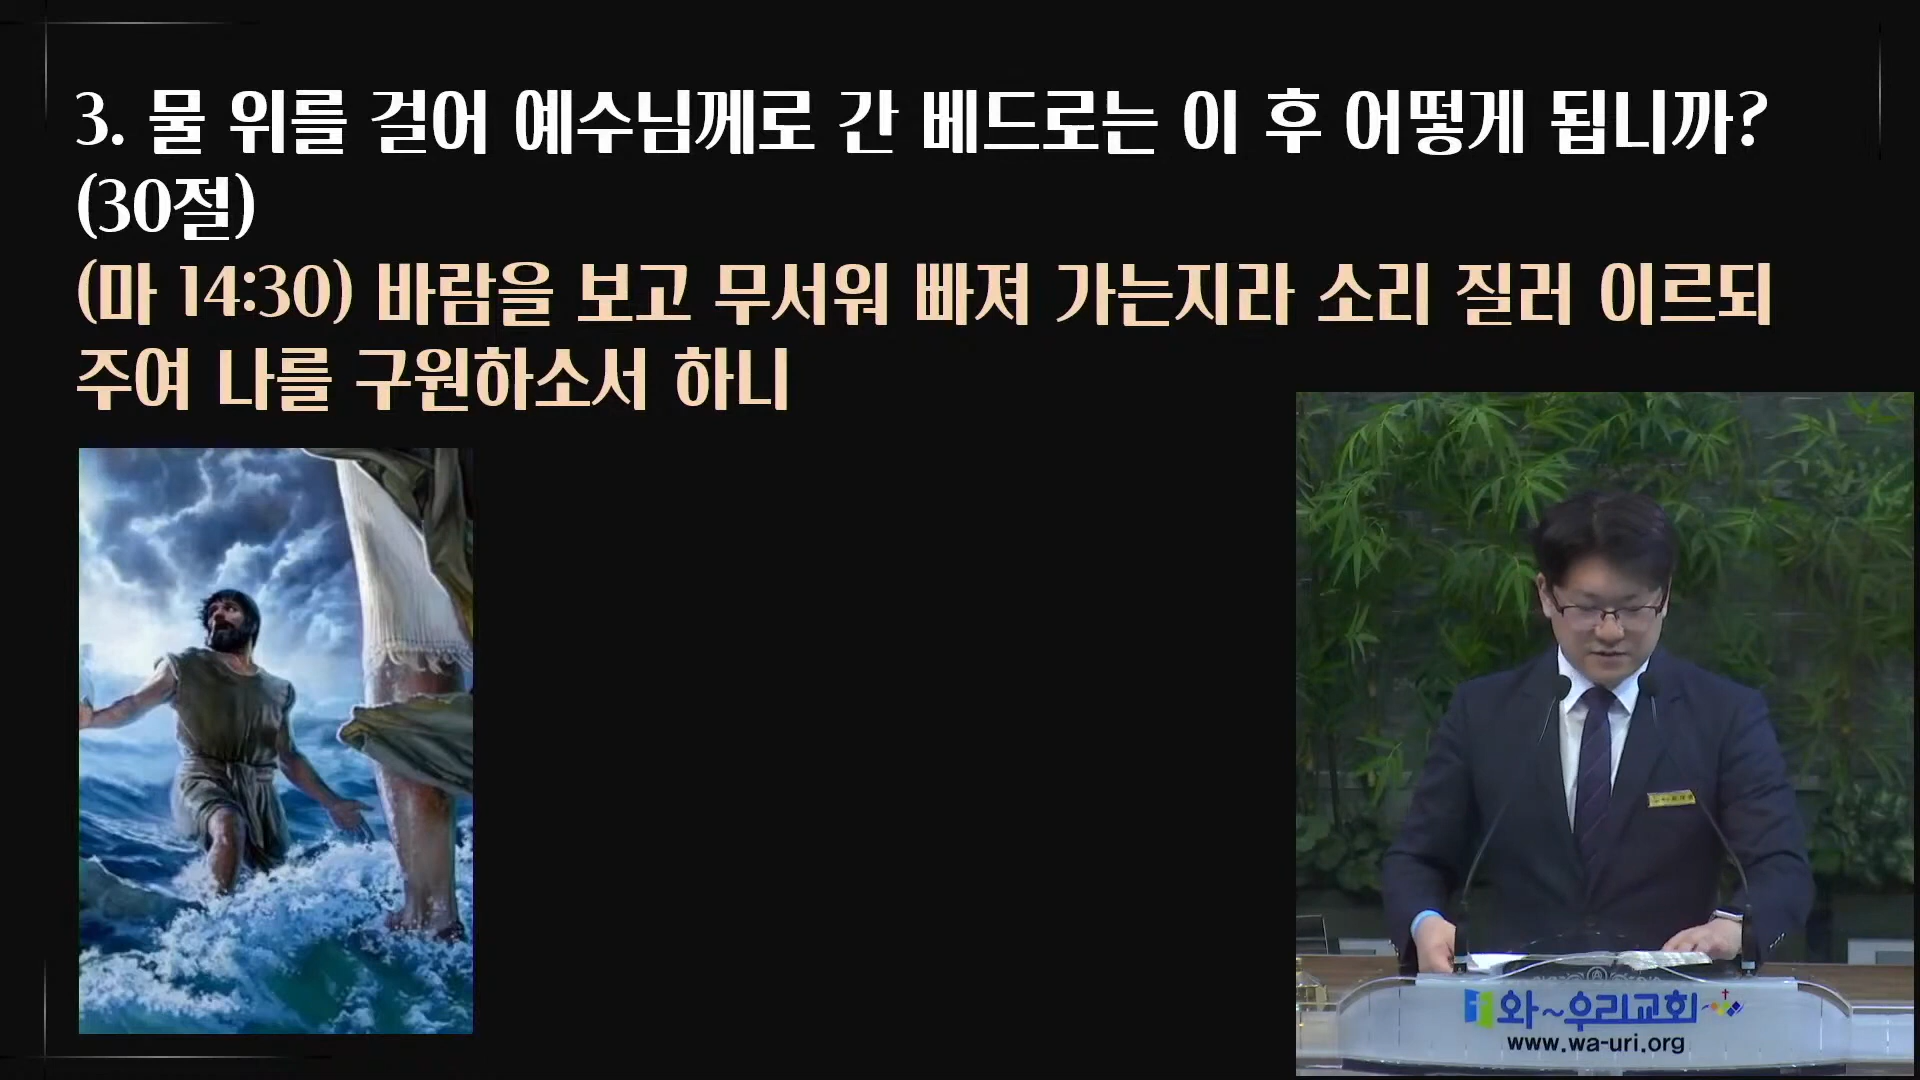 3. 물 위를 걸어 예수님께로 간 베드로는 이 후 어떻게 됩니까?
(30절)
(마 14:30) 바람을 보고 무서워 빠져 가는지라 소리 질러 이르되
주여 나를 구원하소서 하니
와~우리교회
www.wa-uri.org